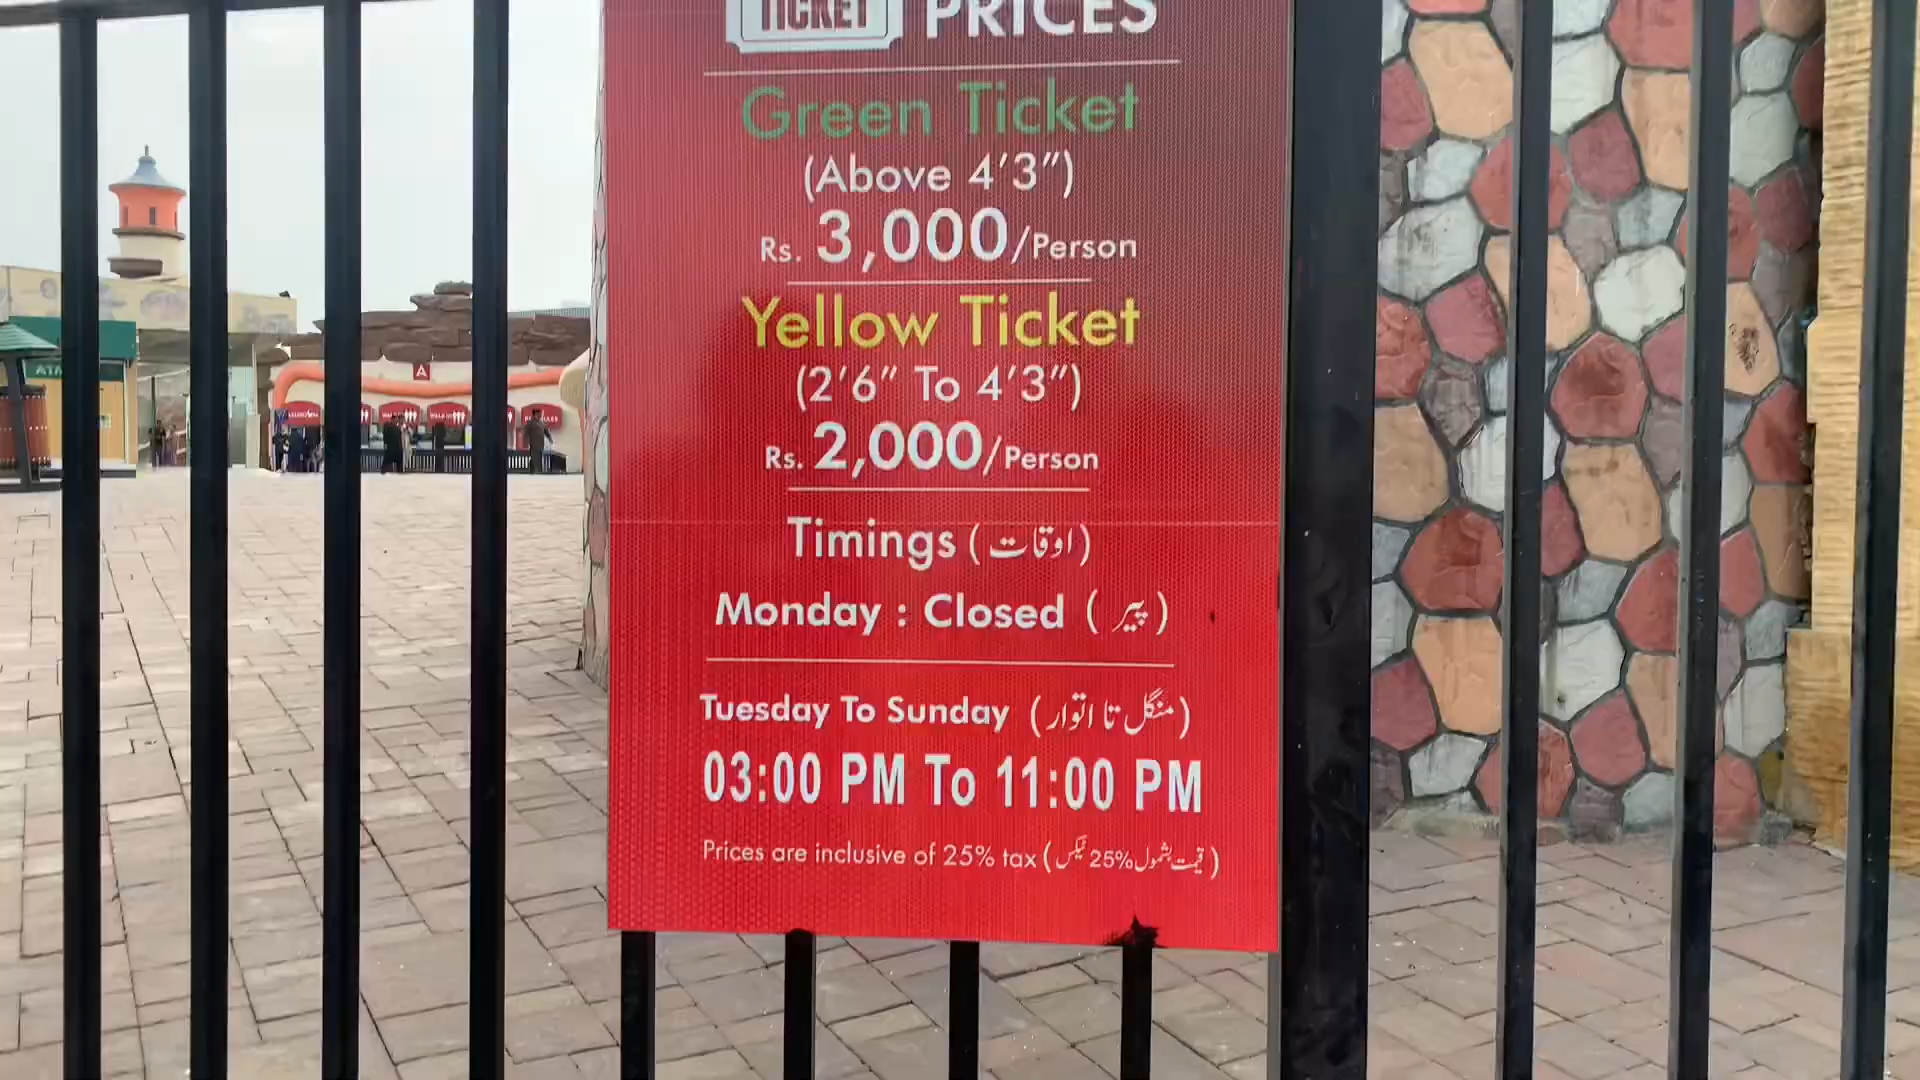 TICKET PRICES
Green Ticket
(Above 4'3")
Rs. 3,000/Person
Yellow Ticket
(2'6" To 4'3")
Rs. 2,000/Person
Timings (اوقات)
Monday : Closed (پیر)
Tuesday To Sunday (منگل تا اتوار)
03:00 PM To 11:00 PM
Prices are inclusive of 25% tax (قیمت بشمول 25% ٹیکس)
A